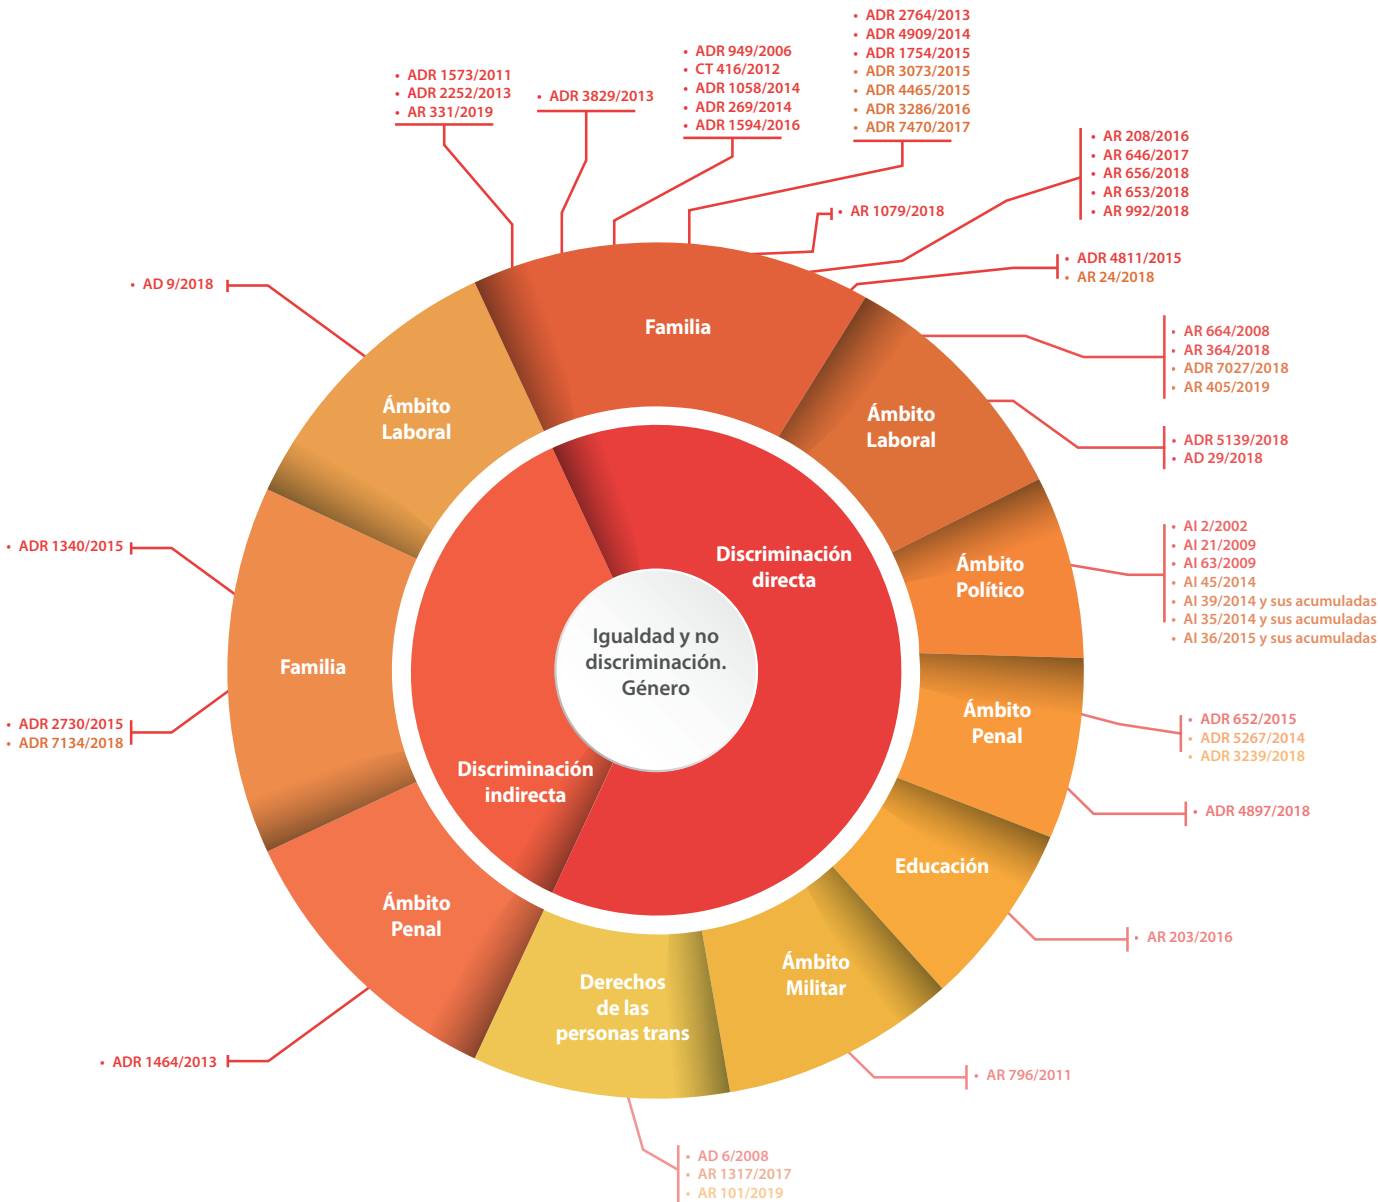 • ADR 2764/2013
• ADR 4909/2014
• ADR 1754/2015
• ADR 3073/2015
• ADR 4465/2015
• ADR 3286/2016
• ADR 7470/2017
• ADR 949/2006
• CT 416/2012
• ADR 1058/2014
• ADR 269/2014
• ADR 1594/2016
• ADR 1573/2011
• ADR 2252/2013
• AR 331/2019
• ADR 3829/2013
• AR 208/2016
• AR 646/2017
• AR 656/2018
• AR 653/2018
• AR 992/2018
• AR 1079/2018
• ADR 4811/2015
• AR 24/2018
• AD 9/2018
• AR 664/2008
• AR 364/2018
• ADR 7027/2018
• AR 405/2019
• ADR 5139/2018
• AD 29/2018
• AI 2/2002
• AI 21/2009
• AI 63/2009
• AI 45/2014
• AI 39/2014 y sus acumuladas
• AI 35/2014 y sus acumuladas
• AI 36/2015 y sus acumuladas
• ADR 1340/2015
• ADR 2730/2015
• ADR 7134/2018
• ADR 652/2015
• ADR 5267/2014
• ADR 3239/2018
• ADR 4897/2018
• AR 203/2016
• ADR 1464/2013
• AR 796/2011
• AD 6/2008
• AR 1317/2017
• AR 101/2019
Familia
Ámbito
Laboral
Ámbito
Laboral
Ámbito
Político
Ámbito
Penal
Educación
Ámbito
Militar
Derechos
de las
personas trans
Ámbito
Penal
Familia
Discriminación
directa
Discriminación
indirecta
Igualdad y no
discriminación.
Género